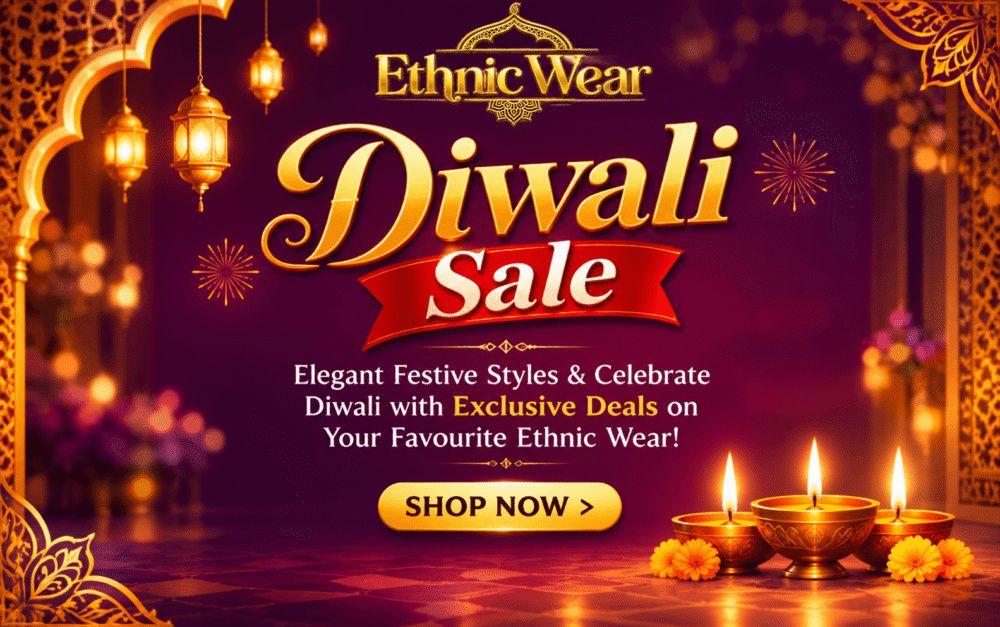 Ethnic Wear
Diwali
Sale
Elegant Festive Styles & Celebrate
Diwali with Exclusive Deals on
Your Favourite Ethnic Wear!
SHOP NOW >